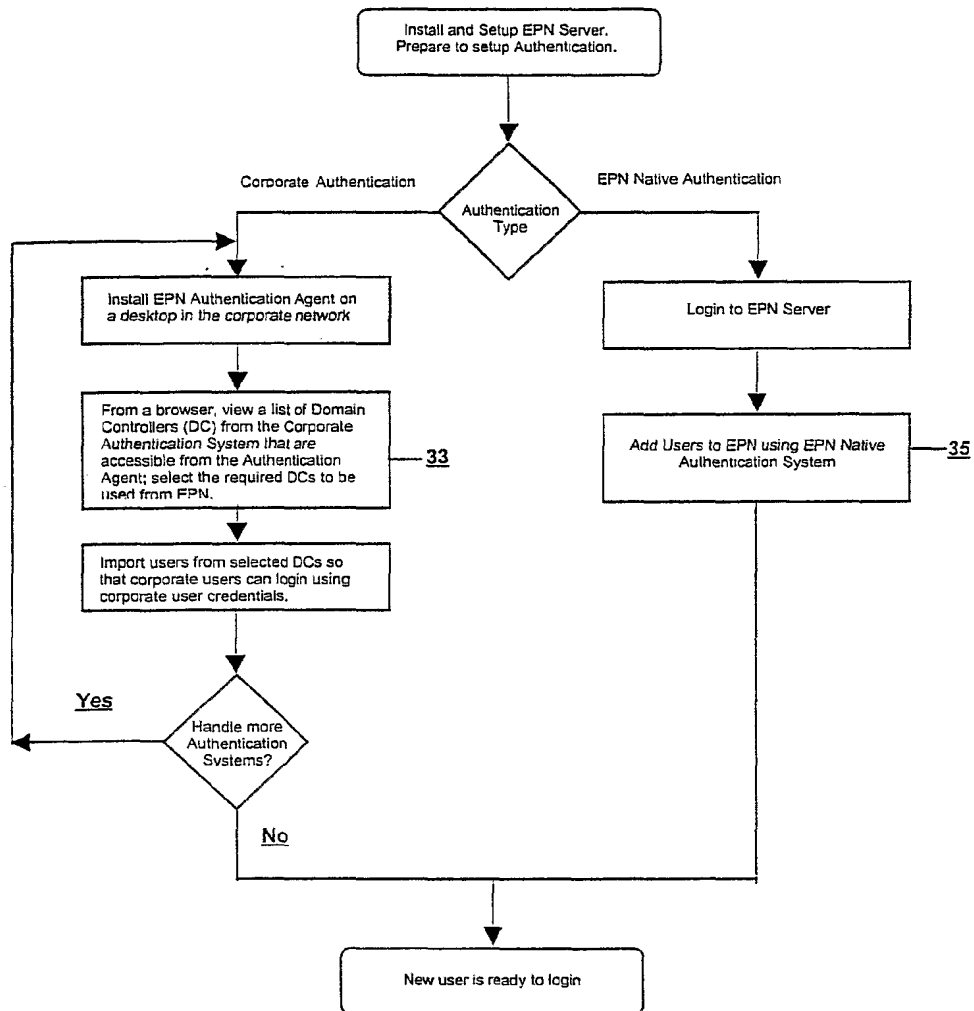 Install and Setup EPN Server.
Prepare to setup Authentication.
Corporate Authentication
EPN Native Authentication
Authentication
Type
Install EPN Authentication Agent on
a desktop in the corporate network
Login to EPN Server
From a browser, view a list of Domain
Controllers (DC) from the Corporate
Authentication System that are
accessible from the Authentication
Agent; select the required DCs to be
used from EPN.
33
Add Users to EPN using EPN Native
Authentication System
35
Import users from selected DCs so
that corporate users can login using
corporate user credentials.
Yes
Handle more
Authentication
Systems?
No
New user is ready to login